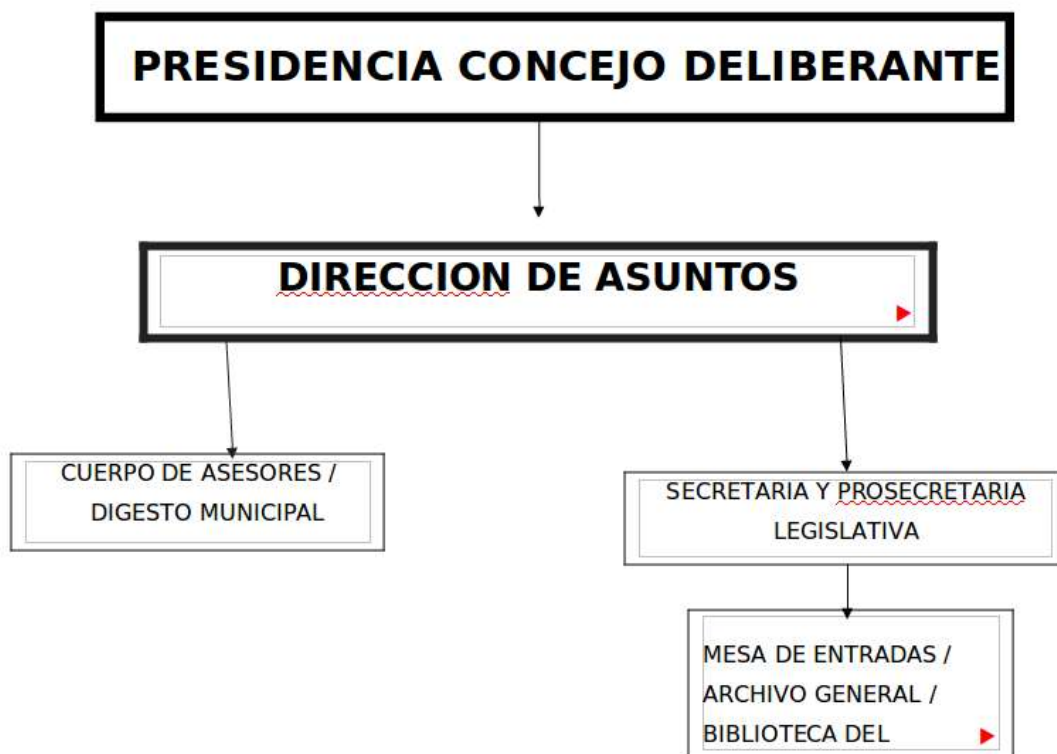 PRESIDENCIA CONCEJO DELIBERANTE
DIRECCION DE ASUNTOS
CUERPO DE ASESORES /
DIGESTO MUNICIPAL
SECRETARIA Y PROSECRETARIA
LEGISLATIVA
MESA DE ENTRADAS /
ARCHIVO GENERAL /
BIBLIOTECA DEL